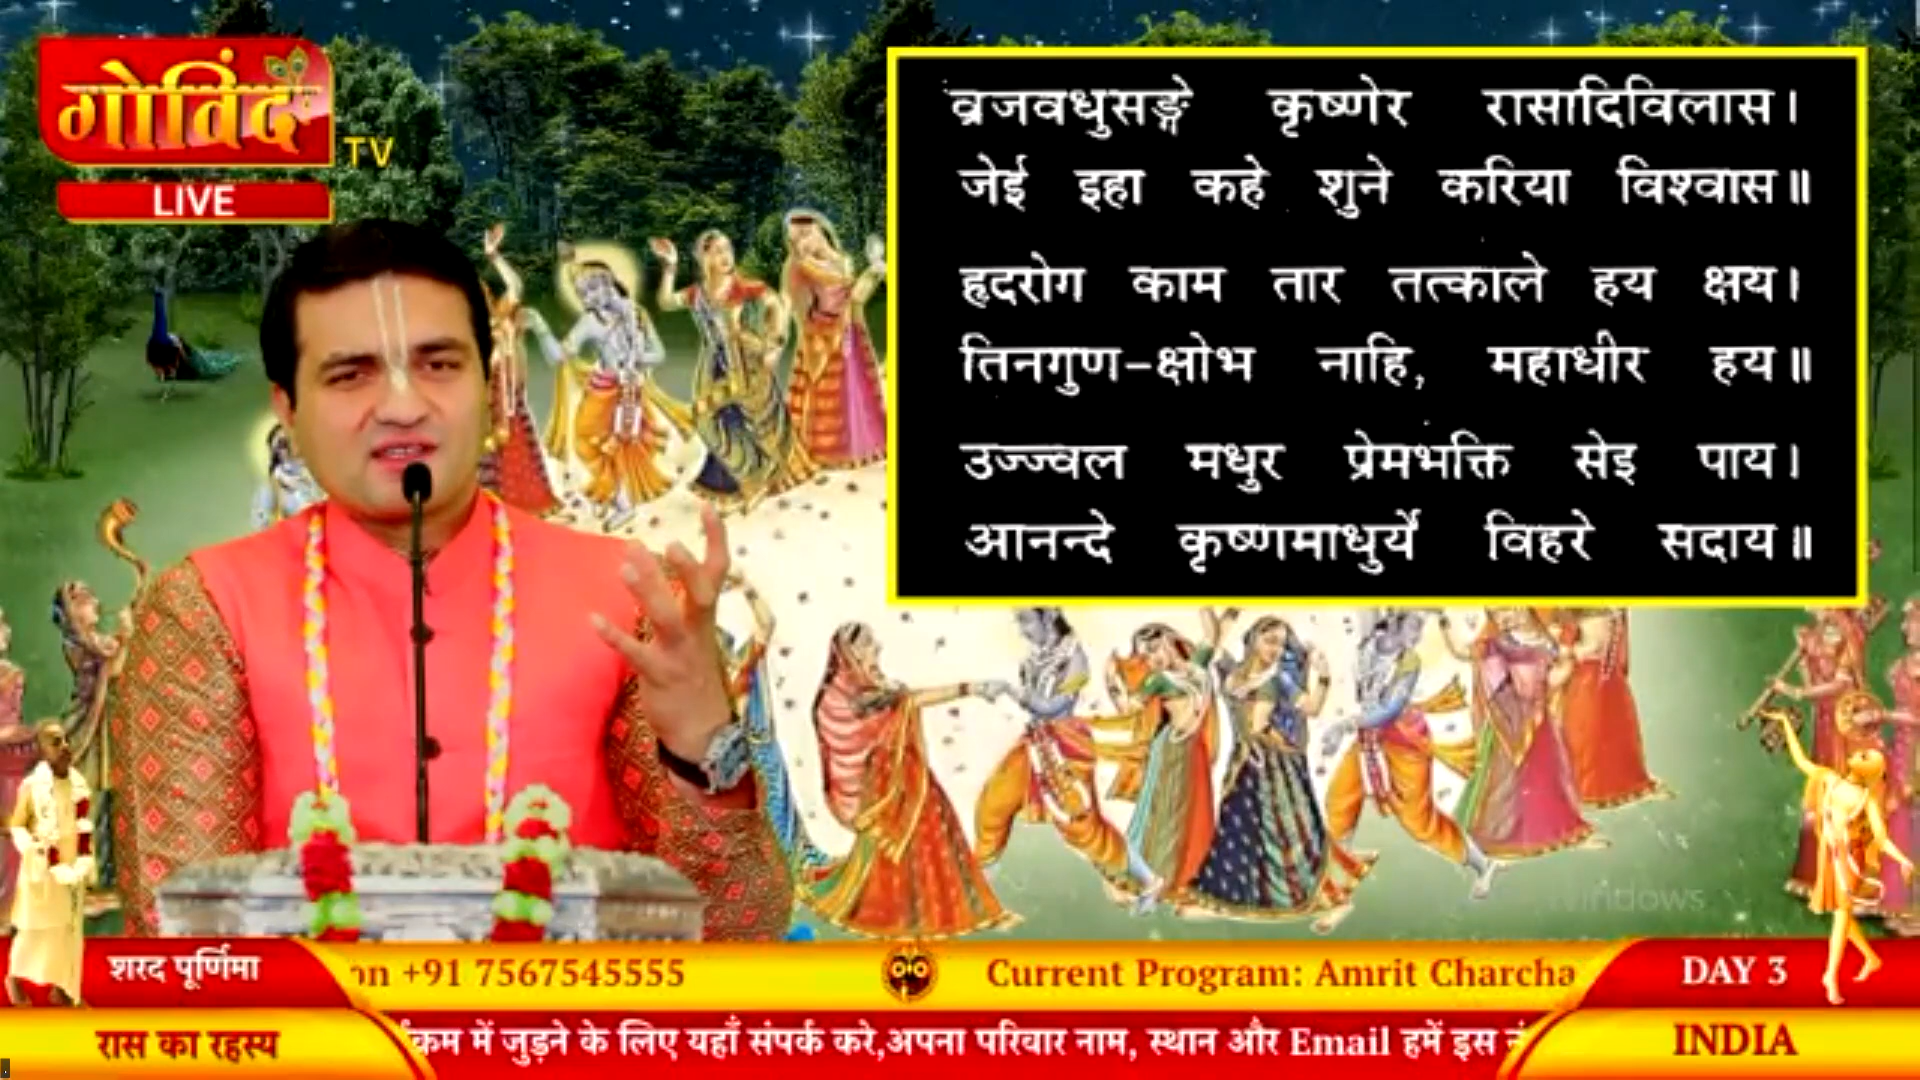 गोविंद
TV
LIVE
व्रजवधुसङ्गे कृष्णेर रासादिविलास।
जेई इहा कहे शुने करिया विश्वास॥
हृदरोग काम तार तत्काले हय क्षय।
तिनगुण-क्षोभ नाहि, महाधीर हय॥
उज्ज्वल मधुर प्रेमभक्ति सेइ पाय।
आनन्दे कृष्णमाधुर्ये विहरे सदाय॥
शरद पूर्णिमा
on +91 7567545555 Current Program: Amrit Charcha
DAY 3
रास का रहस्य
में जुड़ने के लिए यहाँ संपर्क करे,अपना परिवार नाम, स्थान और Email हमें इस
INDIA